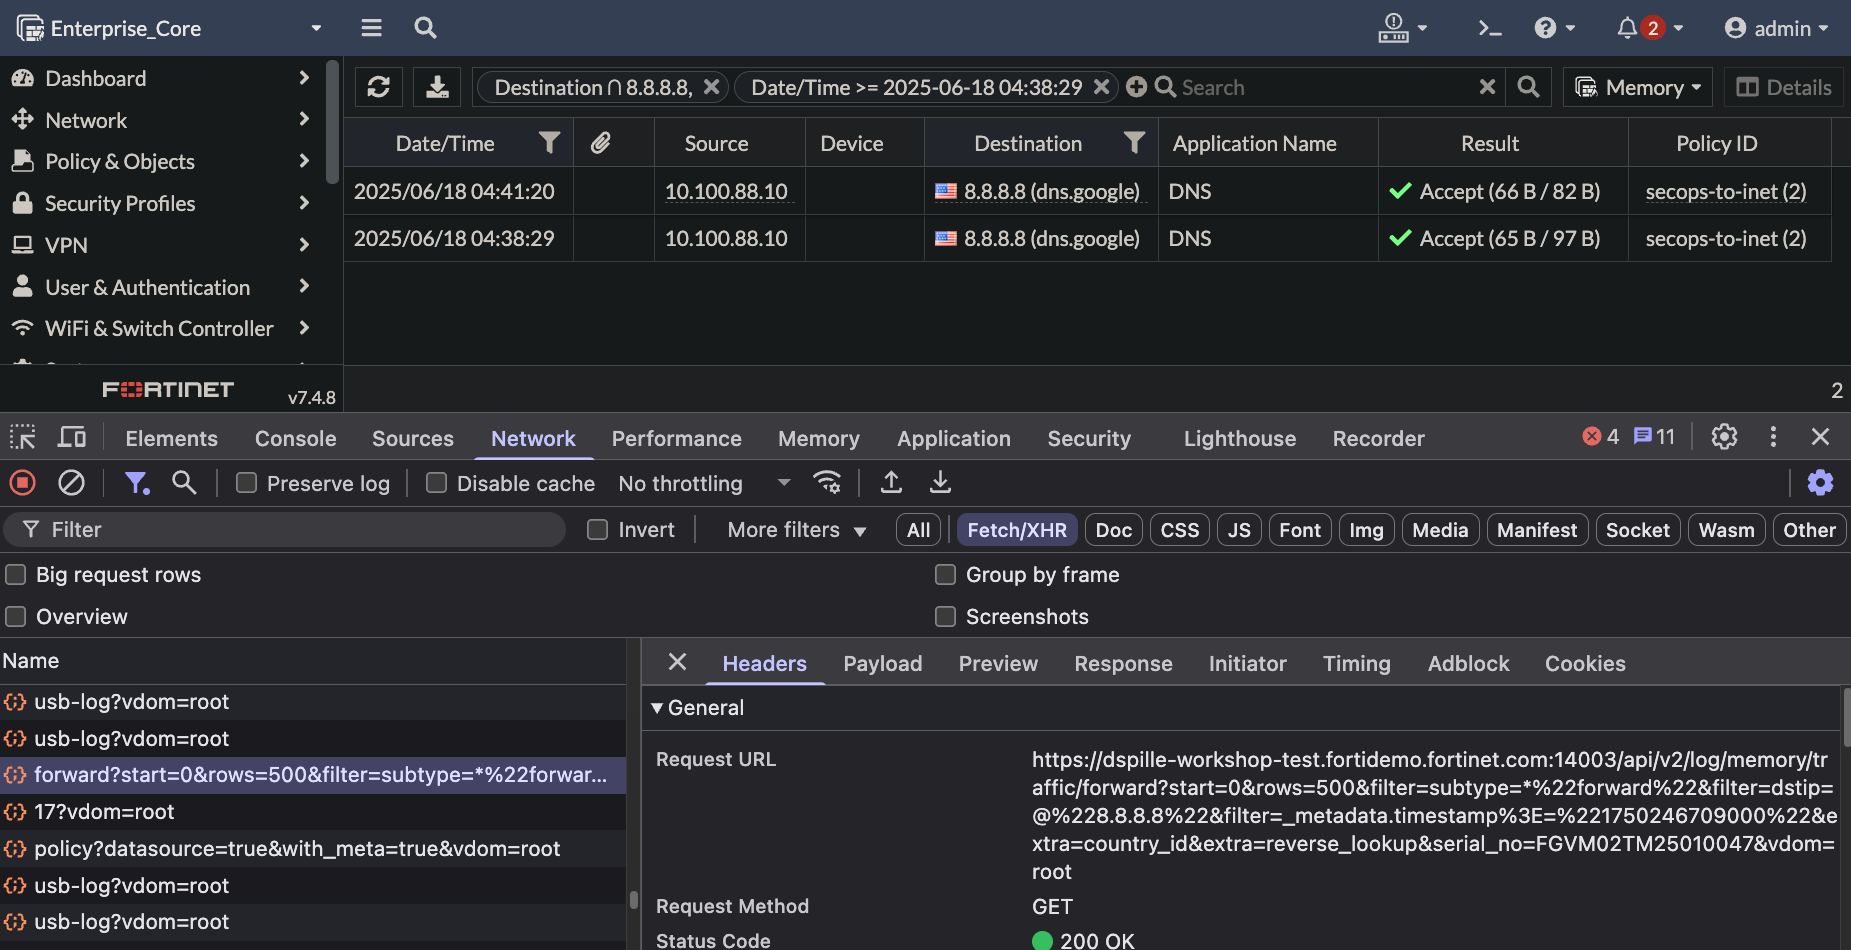 Enterprise_Core
2
admin
Dashboard
Network
Policy & Objects
Security Profiles
VPN
User & Authentication
WiFi & Switch Controller
FORTINET
v7.4.8
Destination ∩ 8.8.8.8,
Date/Time >= 2025-06-18 04:38:29
Search
Memory
Details
Date/Time Source Device Destination Application Name Result Policy ID
2025/06/18 04:41:20 10.100.88.10 8.8.8.8 (dns.google) DNS Accept (66 B / 82 B) secops-to-inet (2)
2025/06/18 04:38:29 10.100.88.10 8.8.8.8 (dns.google) DNS Accept (65 B / 97 B) secops-to-inet (2)
2
Elements Console Sources Network Performance Memory Application Security Lighthouse Recorder 4 11
Preserve log Disable cache No throttling
Filter Invert More filters All Fetch/XHR Doc CSS JS Font Img Media Manifest Socket Wasm Other
Big request rows Group by frame
Overview Screenshots
Name
usb-log?vdom=root
usb-log?vdom=root
forward?start=0&rows=500&filter=subtype=*%22forwar...
17?vdom=root
policy?datasource=true&with_meta=true&vdom=root
usb-log?vdom=root
usb-log?vdom=root
Headers Payload Preview Response Initiator Timing Adblock Cookies
General
Request URL
https://dspille-workshop-test.fortidemo.fortinet.com:14003/api/v2/log/memory/tr
affic/forward?start=0&rows=500&filter=subtype=*%22forward%22&filter=dstip=
@%228.8.8.8%22&filter=_metadata.timestamp%3E=%221750246709000%22&e
xtra=country_id&extra=reverse_lookup&serial_no=FGVM02TM25010047&vdom=
root
Request Method GET
Status Code 200 OK